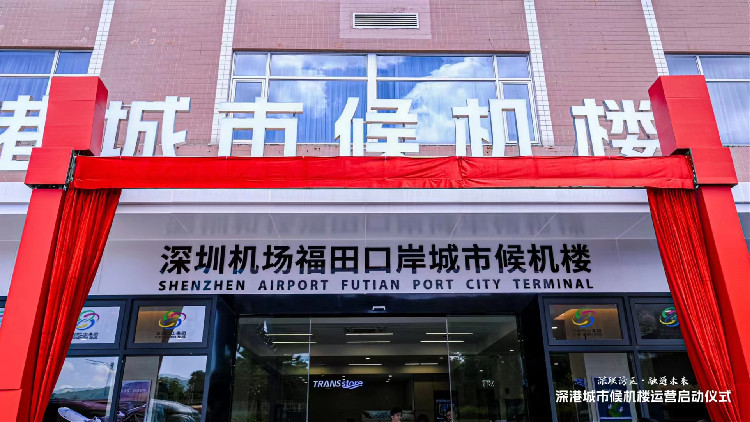 港城市候机楼
深圳机场福田口岸城市候机楼
SHENZHEN AIRPORT FUTIAN PORT CITY TERMINAL
TRANSstore
深港城市候机楼运营启动仪式